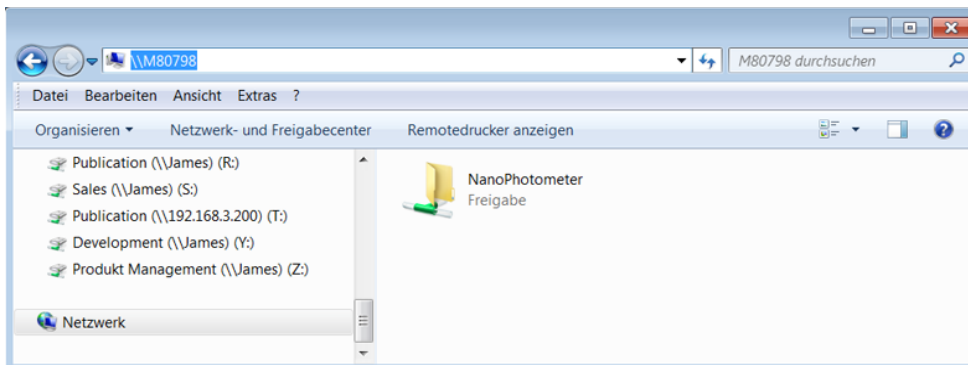 \\M80798
M80798 durchsuchen
Datei Bearbeiten Ansicht Extras ?
Organisieren Netzwerk- und Freigabecenter Remotedrucker anzeigen
Publication (\\James) (R:)
Sales (\\James) (S:)
Publication (\\192.168.3.200) (T:)
Development (\\James) (Y:)
Produkt Management (\\James) (Z:)
Netzwerk
NanoPhotometer
Freigabe